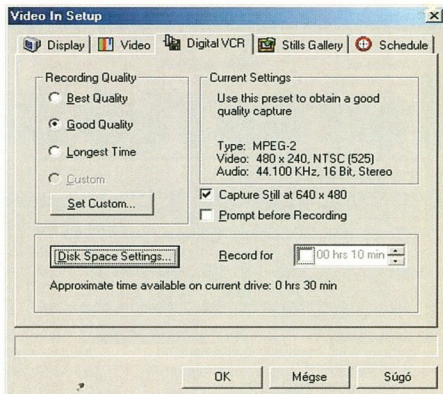 Video In Setup
Display Video Digital VCR Stills Gallery Schedule
Recording Quality
Best Quality
Good Quality
Longest Time
Custom
Set Custom...
Current Settings
Use this preset to obtain a good
quality capture
Type: MPEG-2
Video: 480 x 240, NTSC (525)
Audio: 44.100 KHz, 16 Bit, Stereo
Capture Still at 640 x 480
Prompt before Recording
Disk Space Settings...
Record for
00 hrs 10 min
Approximate time available on current drive: 0 hrs 30 min
OK Mégse Súgó